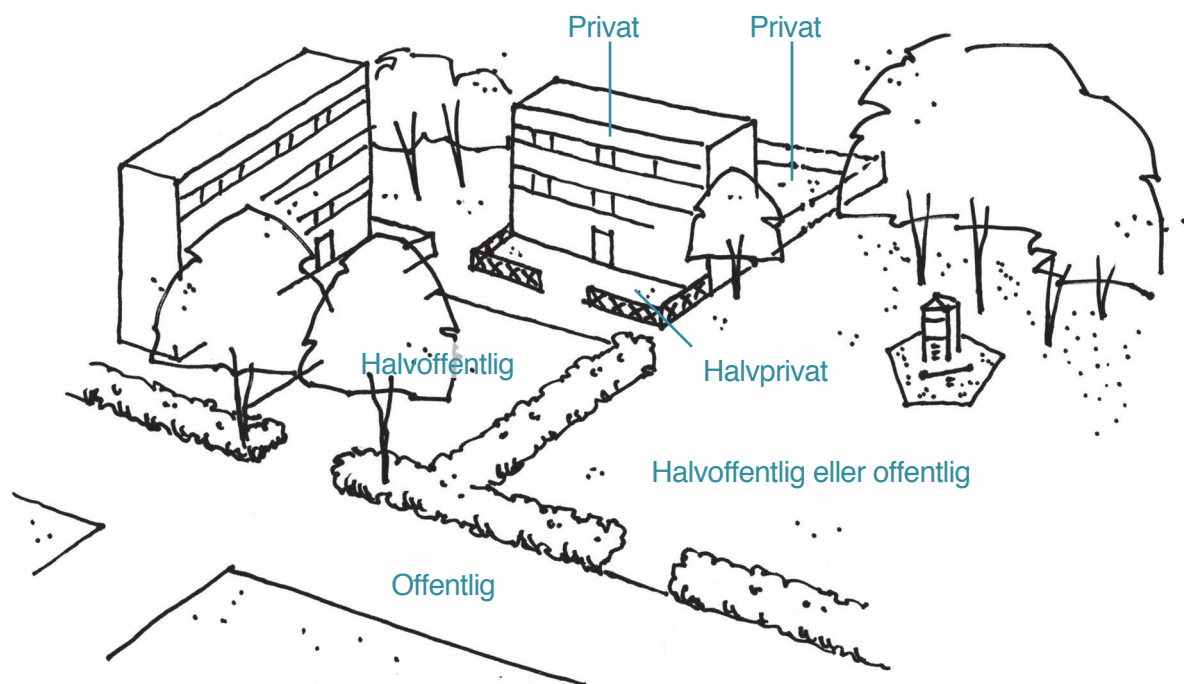 Privat
Privat
Halvoffentlig
Halvprivat
Halvoffentlig eller offentlig
Offentlig